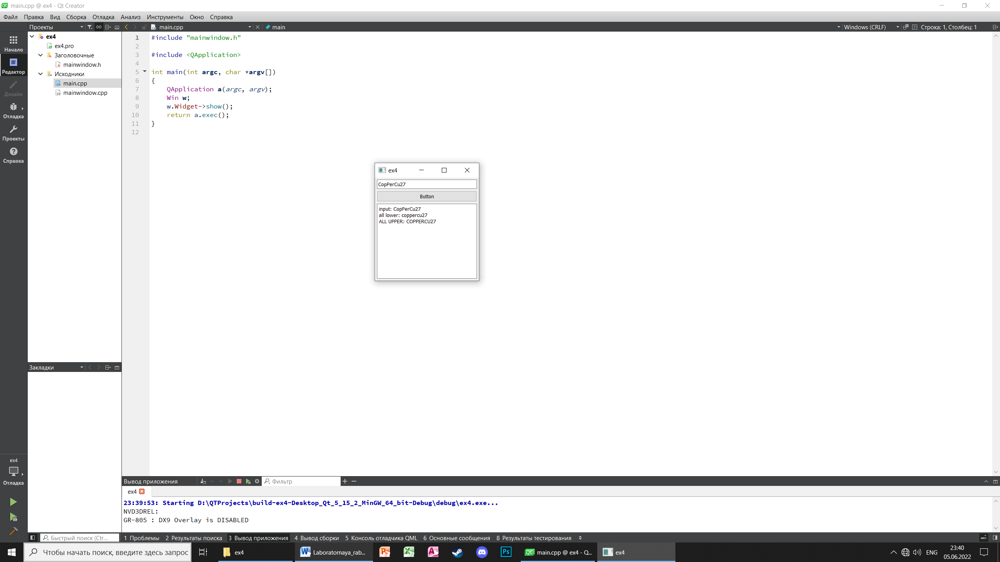 main.cpp @ ex4 - Qt Creator
Файл Правка Вид Сборка Отладка Анализ Инструменты Окно Справка
Проекты
main.cpp
main
Windows (CRLF)
Строка: 1, Столбец: 1
Начало
Редактор
Дизайн
Отладка
Проекты
Справка
ex4
ex4.pro
Заголовочные
mainwindow.h
Исходники
main.cpp
mainwindow.cpp
1 #include "mainwindow.h"
2
3 #include <QApplication>
4
5 int main(int argc, char *argv[])
6 {
7 QApplication a(argc, argv);
8 Win w;
9 w.Widget->show();
10 return a.exec();
11 }
12
ex4
CopPerCu27
Button
input: CopPerCu27
all lower: coppercu27
ALL UPPER: COPPERCU27
Закладки
ex4
Отладка
Вывод приложения
Фильтр
ex4
23:39:53: Starting D:\QTProjects\build-ex4-Desktop_Qt_5_15_2_MinGW_64_bit-Debug\debug\ex4.exe...
NVD3DREL:
GR-805 : DX9 Overlay is DISABLED
Быстрый поиск (Ctr...
1 Проблемы 2 Результаты поиска 3 Вывод приложения 4 Вывод сборки 5 Консоль отладчика QML 6 Основные сообщения 8 Результаты тестирования
Чтобы начать поиск, введите здесь запрос
ex4
Laboratornaya_rab...
Ps
QC
main.cpp @ ex4 - Q...
ex4
ENG
23:40
05.06.2022